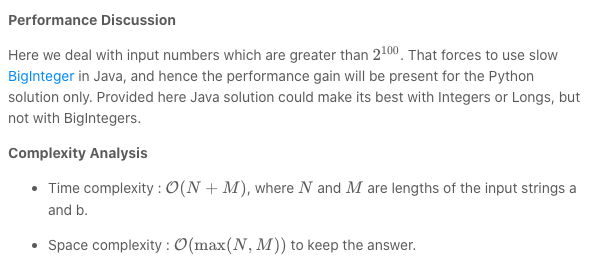 Performance Discussion
Here we deal with input numbers which are greater than 2^100. That forces to use slow
BigInteger in Java, and hence the performance gain will be present for the Python
solution only. Provided here Java solution could make its best with Integers or Longs, but
not with BigIntegers.
Complexity Analysis
• Time complexity : O(N + M), where N and M are lengths of the input strings a
and b.
• Space complexity : O(max(N, M)) to keep the answer.